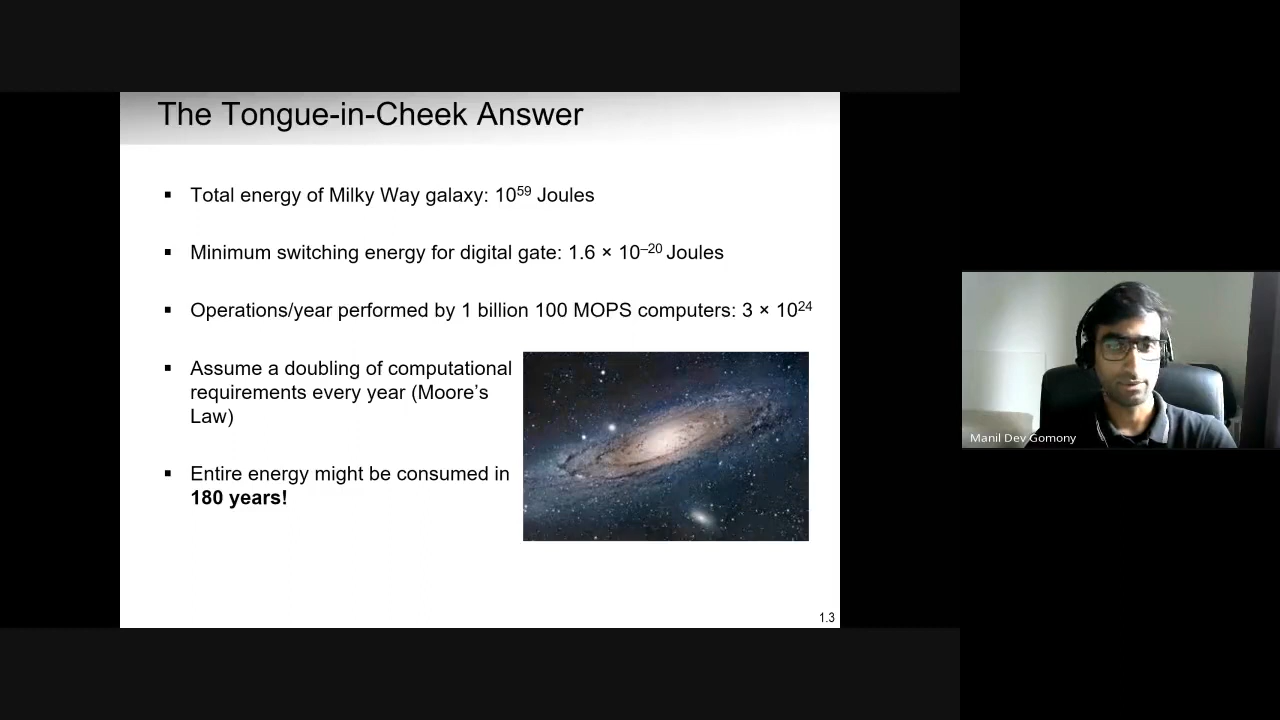 The Tongue-in-Cheek Answer
▪ Total energy of Milky Way galaxy: 10⁵⁹ Joules
▪ Minimum switching energy for digital gate: 1.6 × 10⁻²⁰ Joules
▪ Operations/year performed by 1 billion 100 MOPS computers: 3 × 10²⁴
▪ Assume a doubling of computational
requirements every year (Moore’s
Law)
▪ Entire energy might be consumed in
180 years!
1.3
Manil Dev Gomony